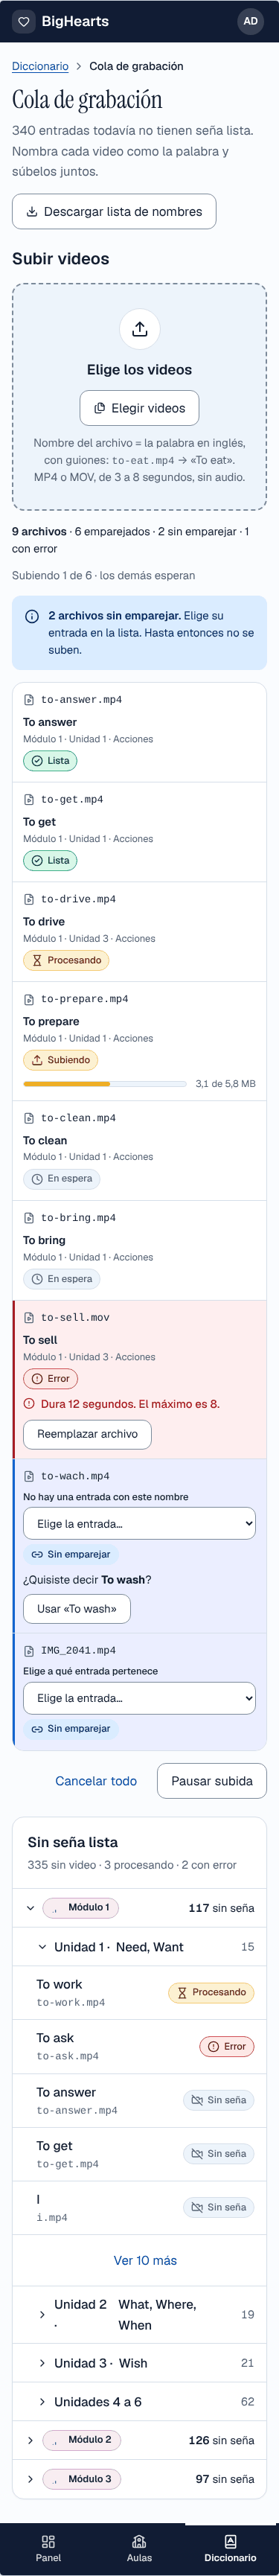 BigHearts
AD
Diccionario > Cola de grabación
Cola de grabación
340 entradas todavía no tienen seña lista.
Nombra cada video como la palabra y
súbelos juntos.
Descargar lista de nombres
Subir videos
Elige los videos
Elegir videos
Nombre del archivo = la palabra en inglés,
con guiones: to-eat.mp4 → «To eat».
MP4 o MOV, de 3 a 8 segundos, sin audio.
9 archivos · 6 emparejados · 2 sin emparejar · 1
con error
Subiendo 1 de 6 · los demás esperan
2 archivos sin emparejar. Elige su
entrada en la lista. Hasta entonces no se
suben.
to-answer.mp4
To answer
Módulo 1 · Unidad 1 · Acciones
Lista
to-get.mp4
To get
Módulo 1 · Unidad 1 · Acciones
Lista
to-drive.mp4
To drive
Módulo 1 · Unidad 3 · Acciones
Procesando
to-prepare.mp4
To prepare
Módulo 1 · Unidad 1 · Acciones
Subiendo
3,1 de 5,8 MB
to-clean.mp4
To clean
Módulo 1 · Unidad 1 · Acciones
En espera
to-bring.mp4
To bring
Módulo 1 · Unidad 1 · Acciones
En espera
to-sell.mov
To sell
Módulo 1 · Unidad 3 · Acciones
Error
Dura 12 segundos. El máximo es 8.
Reemplazar archivo
to-wach.mp4
No hay una entrada con este nombre
Elige la entrada...
Sin emparejar
¿Quisiste decir To wash?
Usar «To wash»
IMG_2041.mp4
Elige a qué entrada pertenece
Elige la entrada...
Sin emparejar
Cancelar todo
Pausar subida
Sin seña lista
335 sin video · 3 procesando · 2 con error
Módulo 1 117 sin seña
Unidad 1 · Need, Want 15
To work
to-work.mp4
Procesando
To ask
to-ask.mp4
Error
To answer
to-answer.mp4
Sin seña
To get
to-get.mp4
Sin seña
I
i.mp4
Sin seña
Ver 10 más
Unidad 2 · What, Where, When 19
Unidad 3 · Wish 21
Unidades 4 a 6 62
Módulo 2 126 sin seña
Módulo 3 97 sin seña
Panel
Aulas
Diccionario